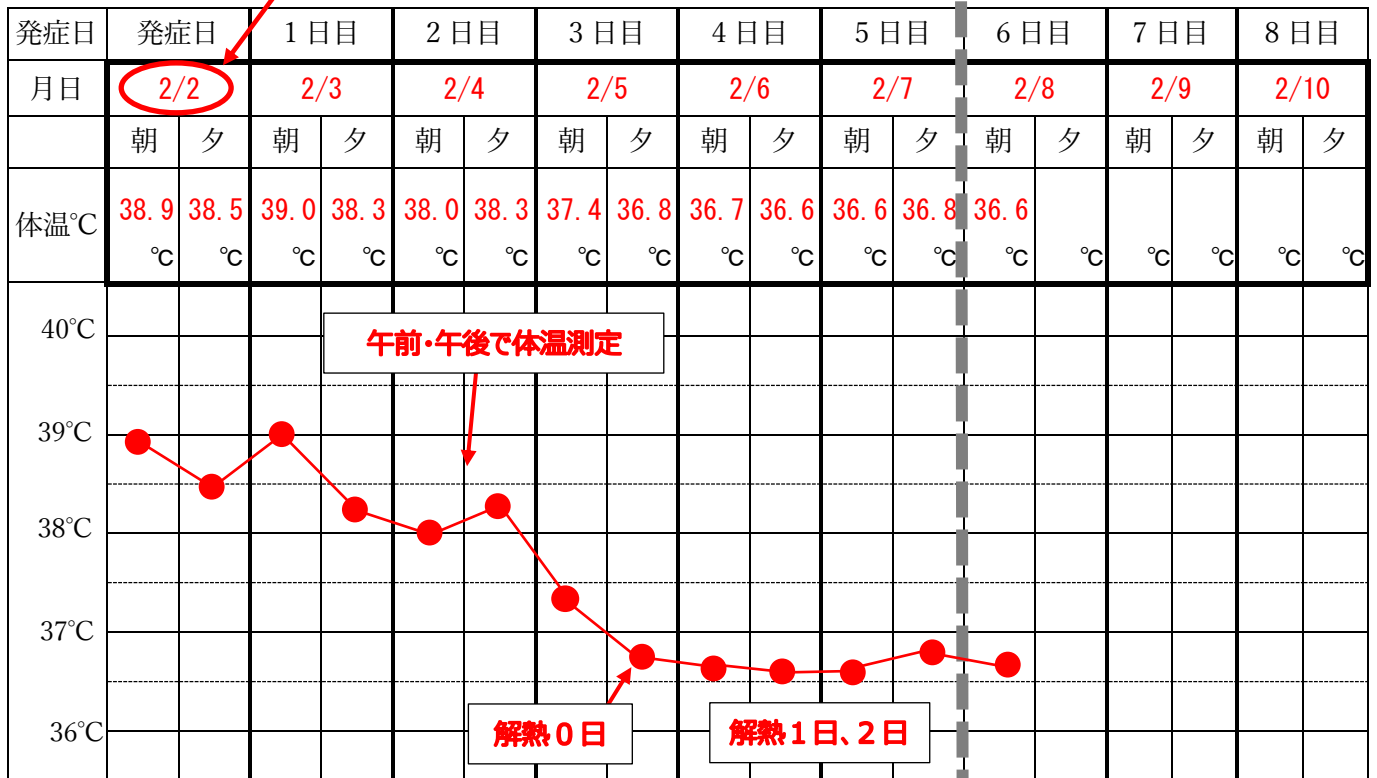 発症日 発症日 1日目 2日目 3日目 4日目 5日目 6日目 7日目 8日目
月日 2/2 2/3 2/4 2/5 2/6 2/7 2/8 2/9 2/10
朝 夕 朝 夕 朝 夕 朝 夕 朝 夕 朝 夕 朝 夕 朝 夕 朝 夕
体温℃ 38.9 38.5 39.0 38.3 38.0 38.3 37.4 36.8 36.7 36.6 36.6 36.8 36.6
℃ ℃ ℃ ℃ ℃ ℃ ℃ ℃ ℃ ℃ ℃ ℃ ℃ ℃ ℃ ℃ ℃ ℃
40℃
午前・午後で体温測定
39℃
38℃
37℃
36℃
解熱0日
解熱1日、2日